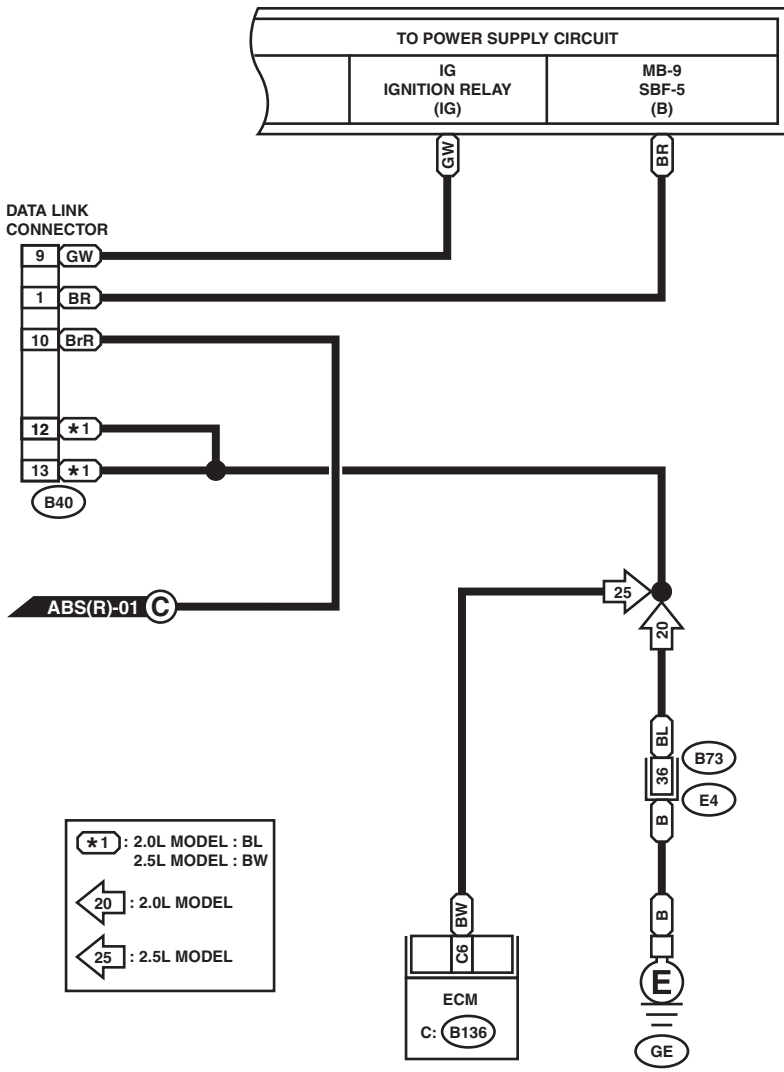 TO POWER SUPPLY CIRCUIT
IG
IGNITION RELAY
(IG)
MB-9
SBF-5
(B)
GW
BR
DATA LINK
CONNECTOR
9 GW
1 BR
10 BrR
12 *1
13 *1
B40
ABS(R)-01 C
25
20
BL
36
B73
E4
B
B
E
GE
BW
C6
ECM
C: B136
*1 : 2.0L MODEL : BL
2.5L MODEL : BW
20 : 2.0L MODEL
25 : 2.5L MODEL